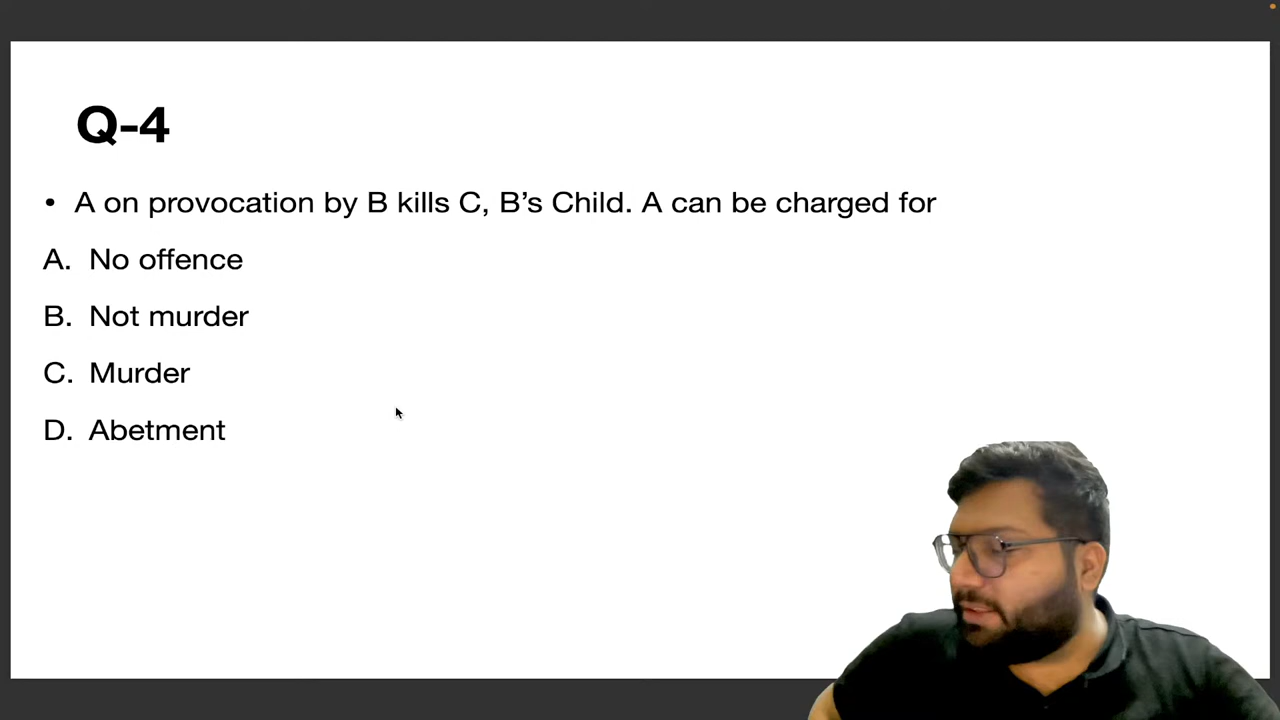 Q-4
• A on provocation by B kills C, B’s Child. A can be charged for
A. No offence
B. Not murder
C. Murder
D. Abetment